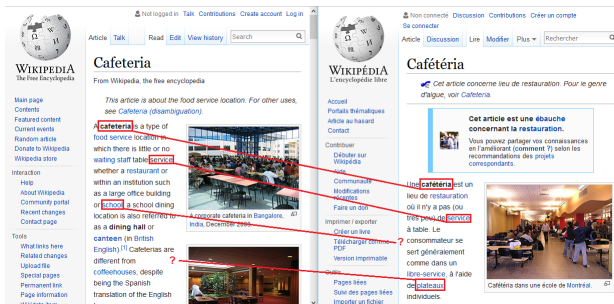 Not logged in Talk Contributions Create account Log in
Article Talk Read Edit View history Search
WIKIPEDIA
The Free Encyclopedia
Main page
Contents
Featured content
Current events
Random article
Donate to Wikipedia
Wikipedia store
Interaction
Help
About Wikipedia
Community portal
Recent changes
Contact page
Tools
What links here
Related changes
Upload file
Special pages
Permanent link
Page information
Cafeteria
From Wikipedia, the free encyclopedia
This article is about the food service location. For other uses,
see Cafeteria (disambiguation).
A cafeteria is a type of
food service location in
which there is little or no
waiting staff table service,
whether a restaurant or
within an institution such
as a large office building
or school; a school dining
location is also referred to
as a dining hall or
canteen (in British
English).[1] Cafeterias are
different from
coffeehouses, despite
being the Spanish
translation of the English
A corporate cafeteria in Bangalore,
India, December 2003.
?
Non connecté Discussion Contributions Créer un compte
Se connecter
Article Discussion Lire Modifier Plus Rechercher
WIKIPÉDIA
L'encyclopédie libre
Accueil
Portails thématiques
Article au hasard
Contact
Contribuer
Débuter sur
Wikipédia
Aide
Communauté
Modifications
récentes
Faire un don
Imprimer / exporter
Créer un livre
Télécharger comme
PDF
Version imprimable
Outils
Pages liées
Suivi des pages liées
Importer un fichier
?
Cafétéria
Cet article concerne lieu de restauration. Pour le genre
d'algue, voir Cafeteria.
Cet article est une ébauche
concernant la restauration.
Vous pouvez partager vos connaissances
en l'améliorant (comment ?) selon les
recommandations des projets
correspondants.
Une cafétéria est un
lieu de restauration
où il n'y a pas (ou
très peu) de service
à table. Le
consommateur se
sert généralement
comme dans un
libre-service, à l'aide
de plateaux
individuels.
Cafétéria dans une école de Montréal.